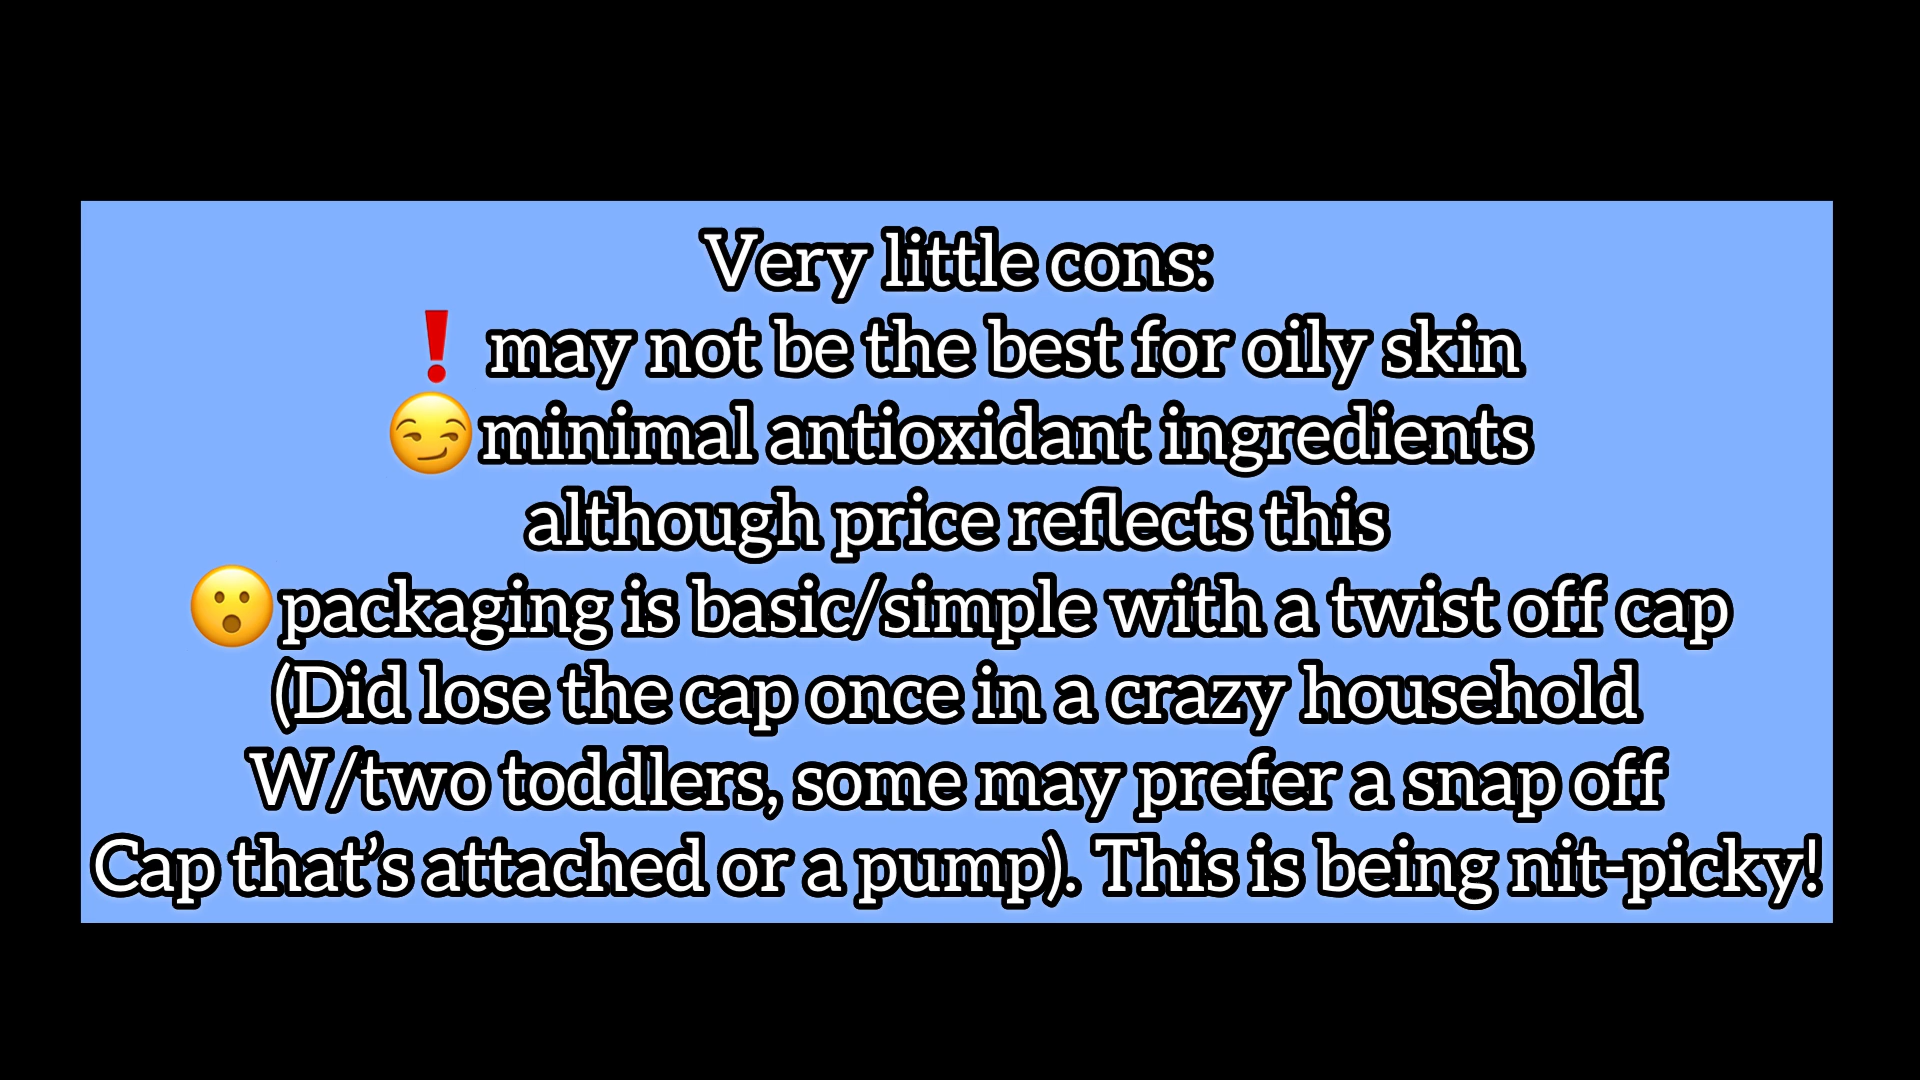 Very little cons:
❗ may not be the best for oily skin
😏minimal antioxidant ingredients
although price reflects this
😮packaging is basic/simple with a twist off cap
(Did lose the cap once in a crazy household
W/two toddlers, some may prefer a snap off
Cap that’s attached or a pump). This is being nit-picky!